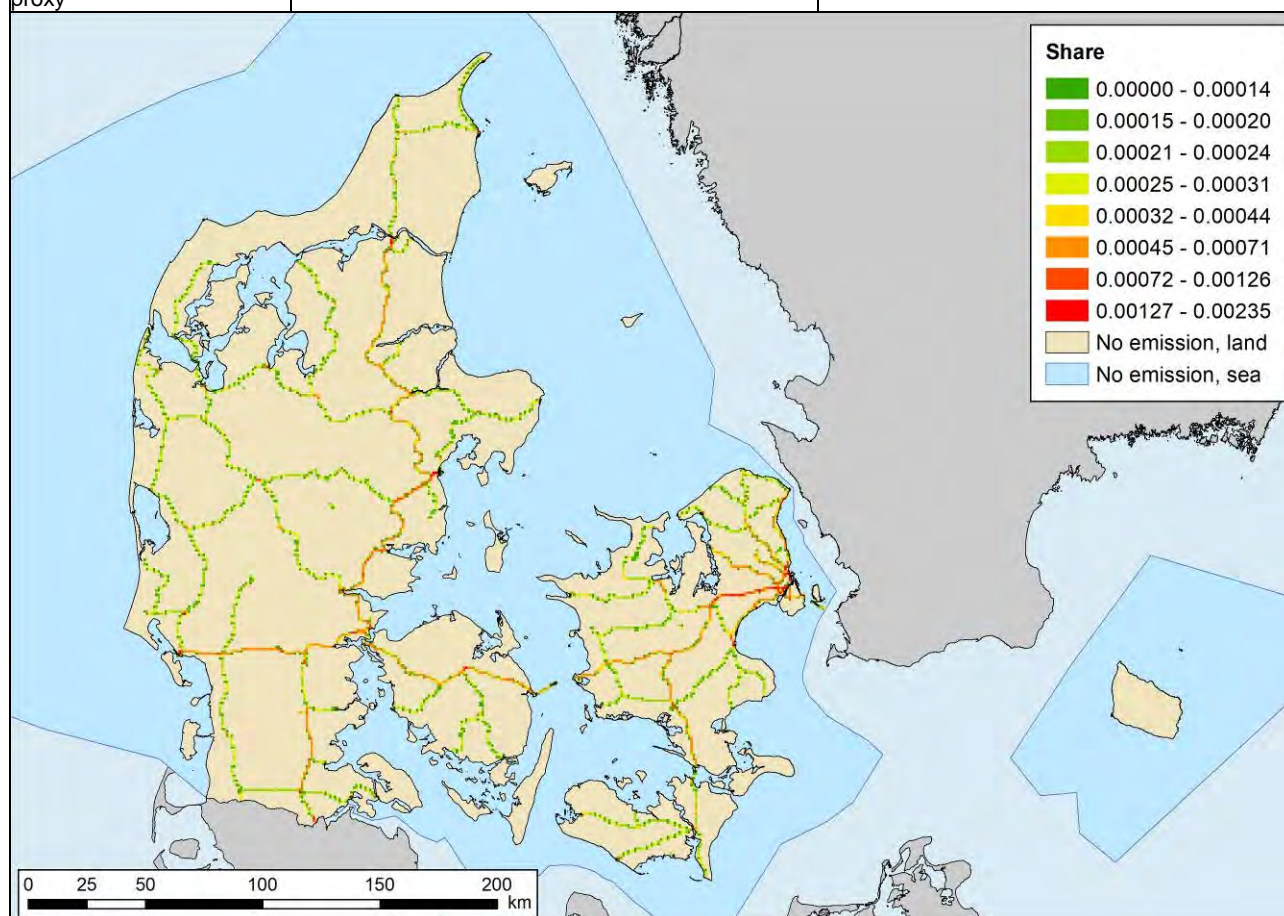 proxy
Share
0.00000 - 0.00014
0.00015 - 0.00020
0.00021 - 0.00024
0.00025 - 0.00031
0.00032 - 0.00044
0.00045 - 0.00071
0.00072 - 0.00126
0.00127 - 0.00235
No emission, land
No emission, sea
0 25 50 100 150 200
km